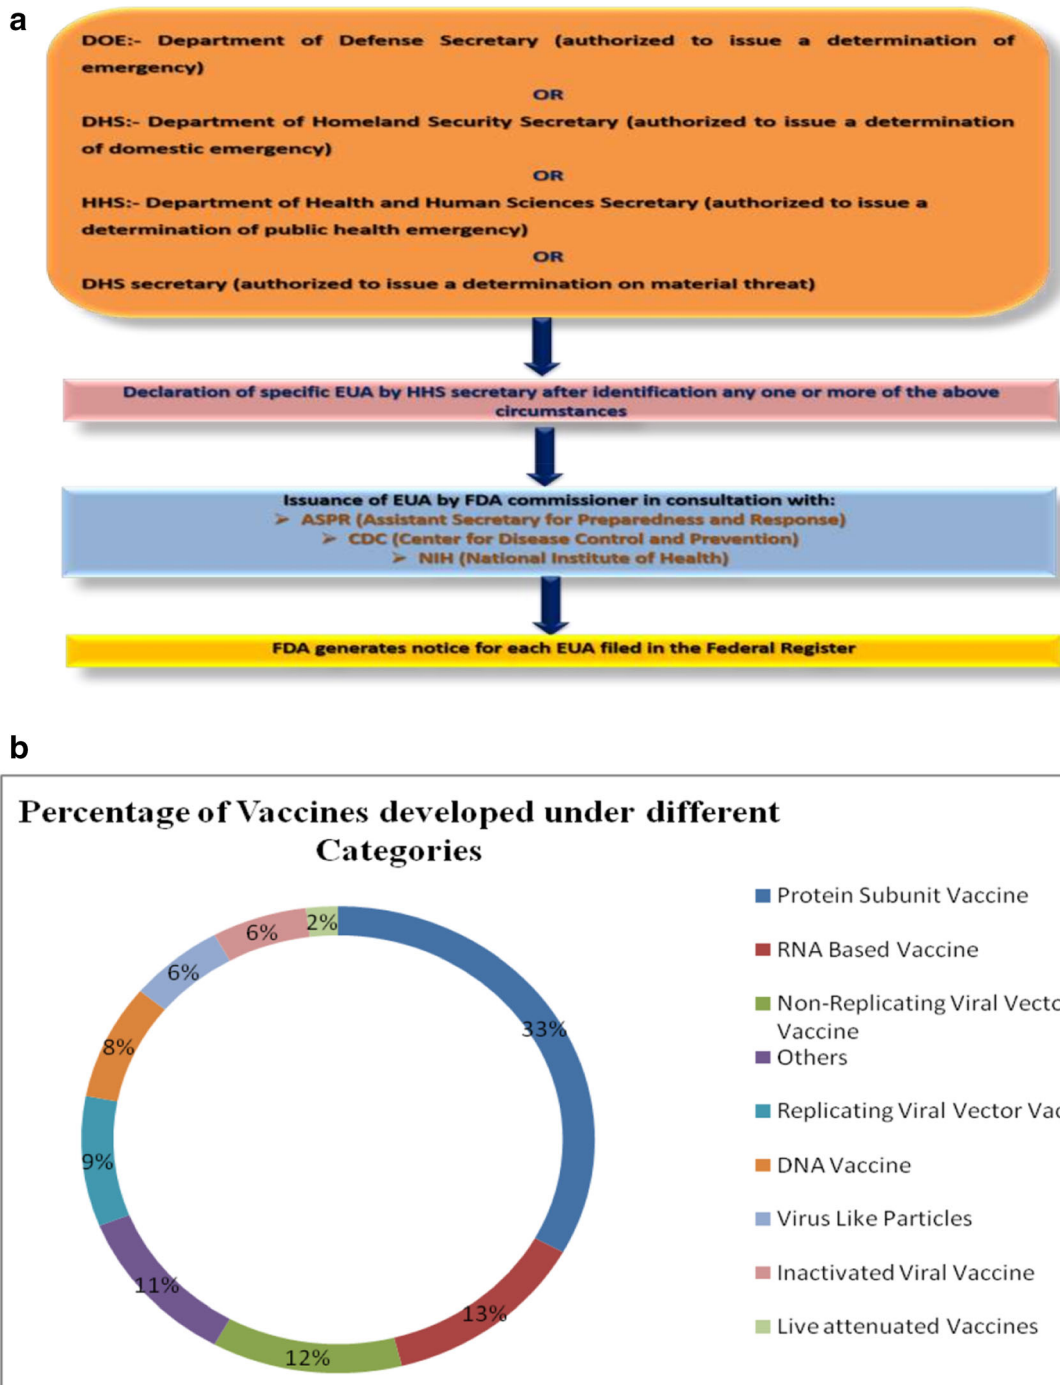 a
DOE:- Department of Defense Secretary (authorized to issue a determination of
emergency)
OR
DHS:- Department of Homeland Security Secretary (authorized to issue a determination
of domestic emergency)
OR
HHS:- Department of Health and Human Sciences Secretary (authorized to issue a
determination of public health emergency)
OR
DHS secretary (authorized to issue a determination on material threat)
Declaration of specific EUA by HHS secretary after identification any one or more of the above
circumstances
Issuance of EUA by FDA commissioner in consultation with:
➢ ASPR (Assistant Secretary for Preparedness and Response)
➢ CDC (Center for Disease Control and Prevention)
➢ NIH (National Institute of Health)
FDA generates notice for each EUA filed in the Federal Register
b
Percentage of Vaccines developed under different
Categories
2%
6%
6%
8%
9%
11%
12%
13%
33%
Protein Subunit Vaccine
RNA Based Vaccine
Non-Replicating Viral Vecto
Vaccine
Others
Replicating Viral Vector Vac
DNA Vaccine
Virus Like Particles
Inactivated Viral Vaccine
Live attenuated Vaccines